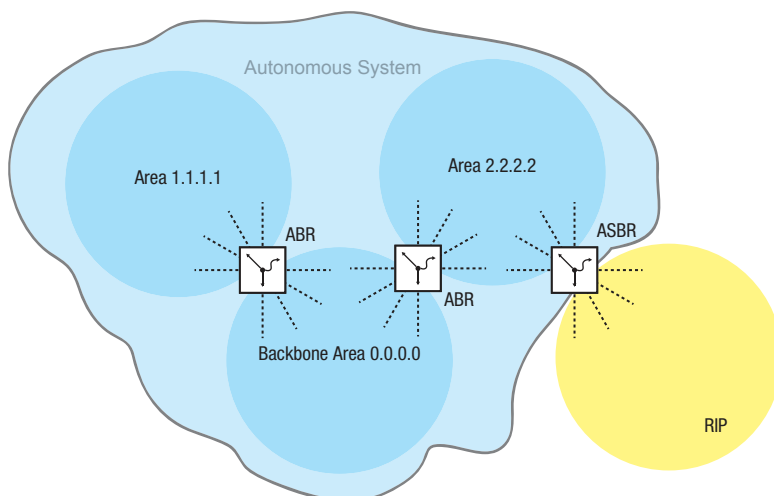 Autonomous System
Area 1.1.1.1
Area 2.2.2.2
ABR
ASBR
ABR
Backbone Area 0.0.0.0
RIP